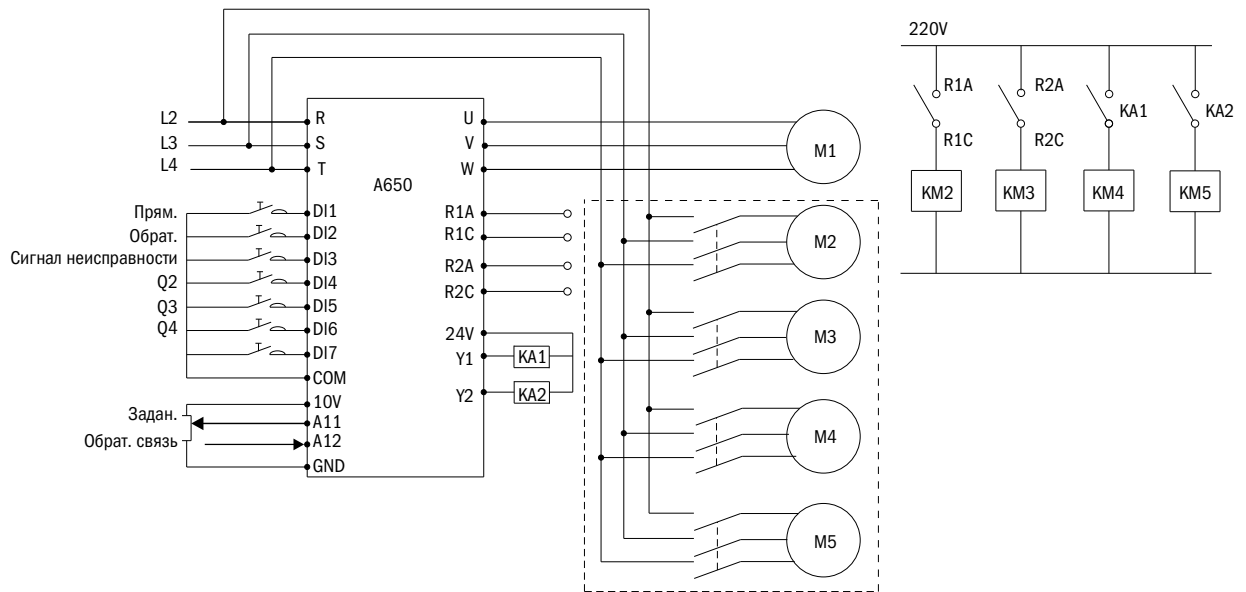 220V
R1A
R1C
R2A
R2C
KA1
KA2
KM2
KM3
KM4
KM5
L2
L3
L4
R
S
T
A650
U
V
W
M1
Прям.
Обрат.
Сигнал неисправности
Q2
Q3
Q4
DI1
DI2
DI3
DI4
DI5
DI6
DI7
COM
10V
A11
A12
GND
Задан.
Обрат. связь
R1A
R1C
R2A
R2C
24V
Y1
Y2
KA1
KA2
M2
M3
M4
M5